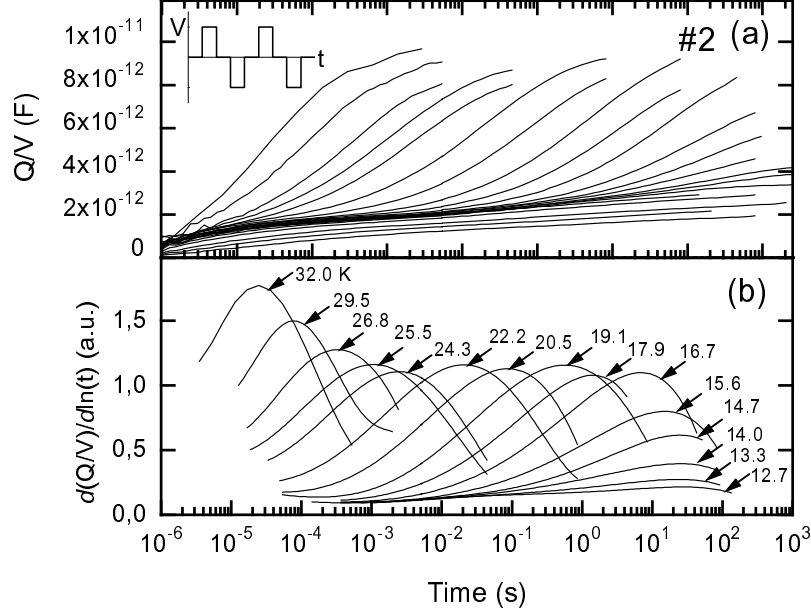 V
t
#2 (a)
1x10⁻¹¹
8x10⁻¹²
6x10⁻¹²
4x10⁻¹²
2x10⁻¹²
0
Q/V (F)
(b)
32.0 K
29.5
26.8
25.5
24.3
22.2
20.5
19.1
17.9
16.7
15.6
14.7
14.0
13.3
12.7
1,5
1,0
0,5
0,0
d(Q/V)/dln(t) (a.u.)
10⁻⁶ 10⁻⁵ 10⁻⁴ 10⁻³ 10⁻² 10⁻¹ 10⁰ 10¹ 10² 10³
Time (s)